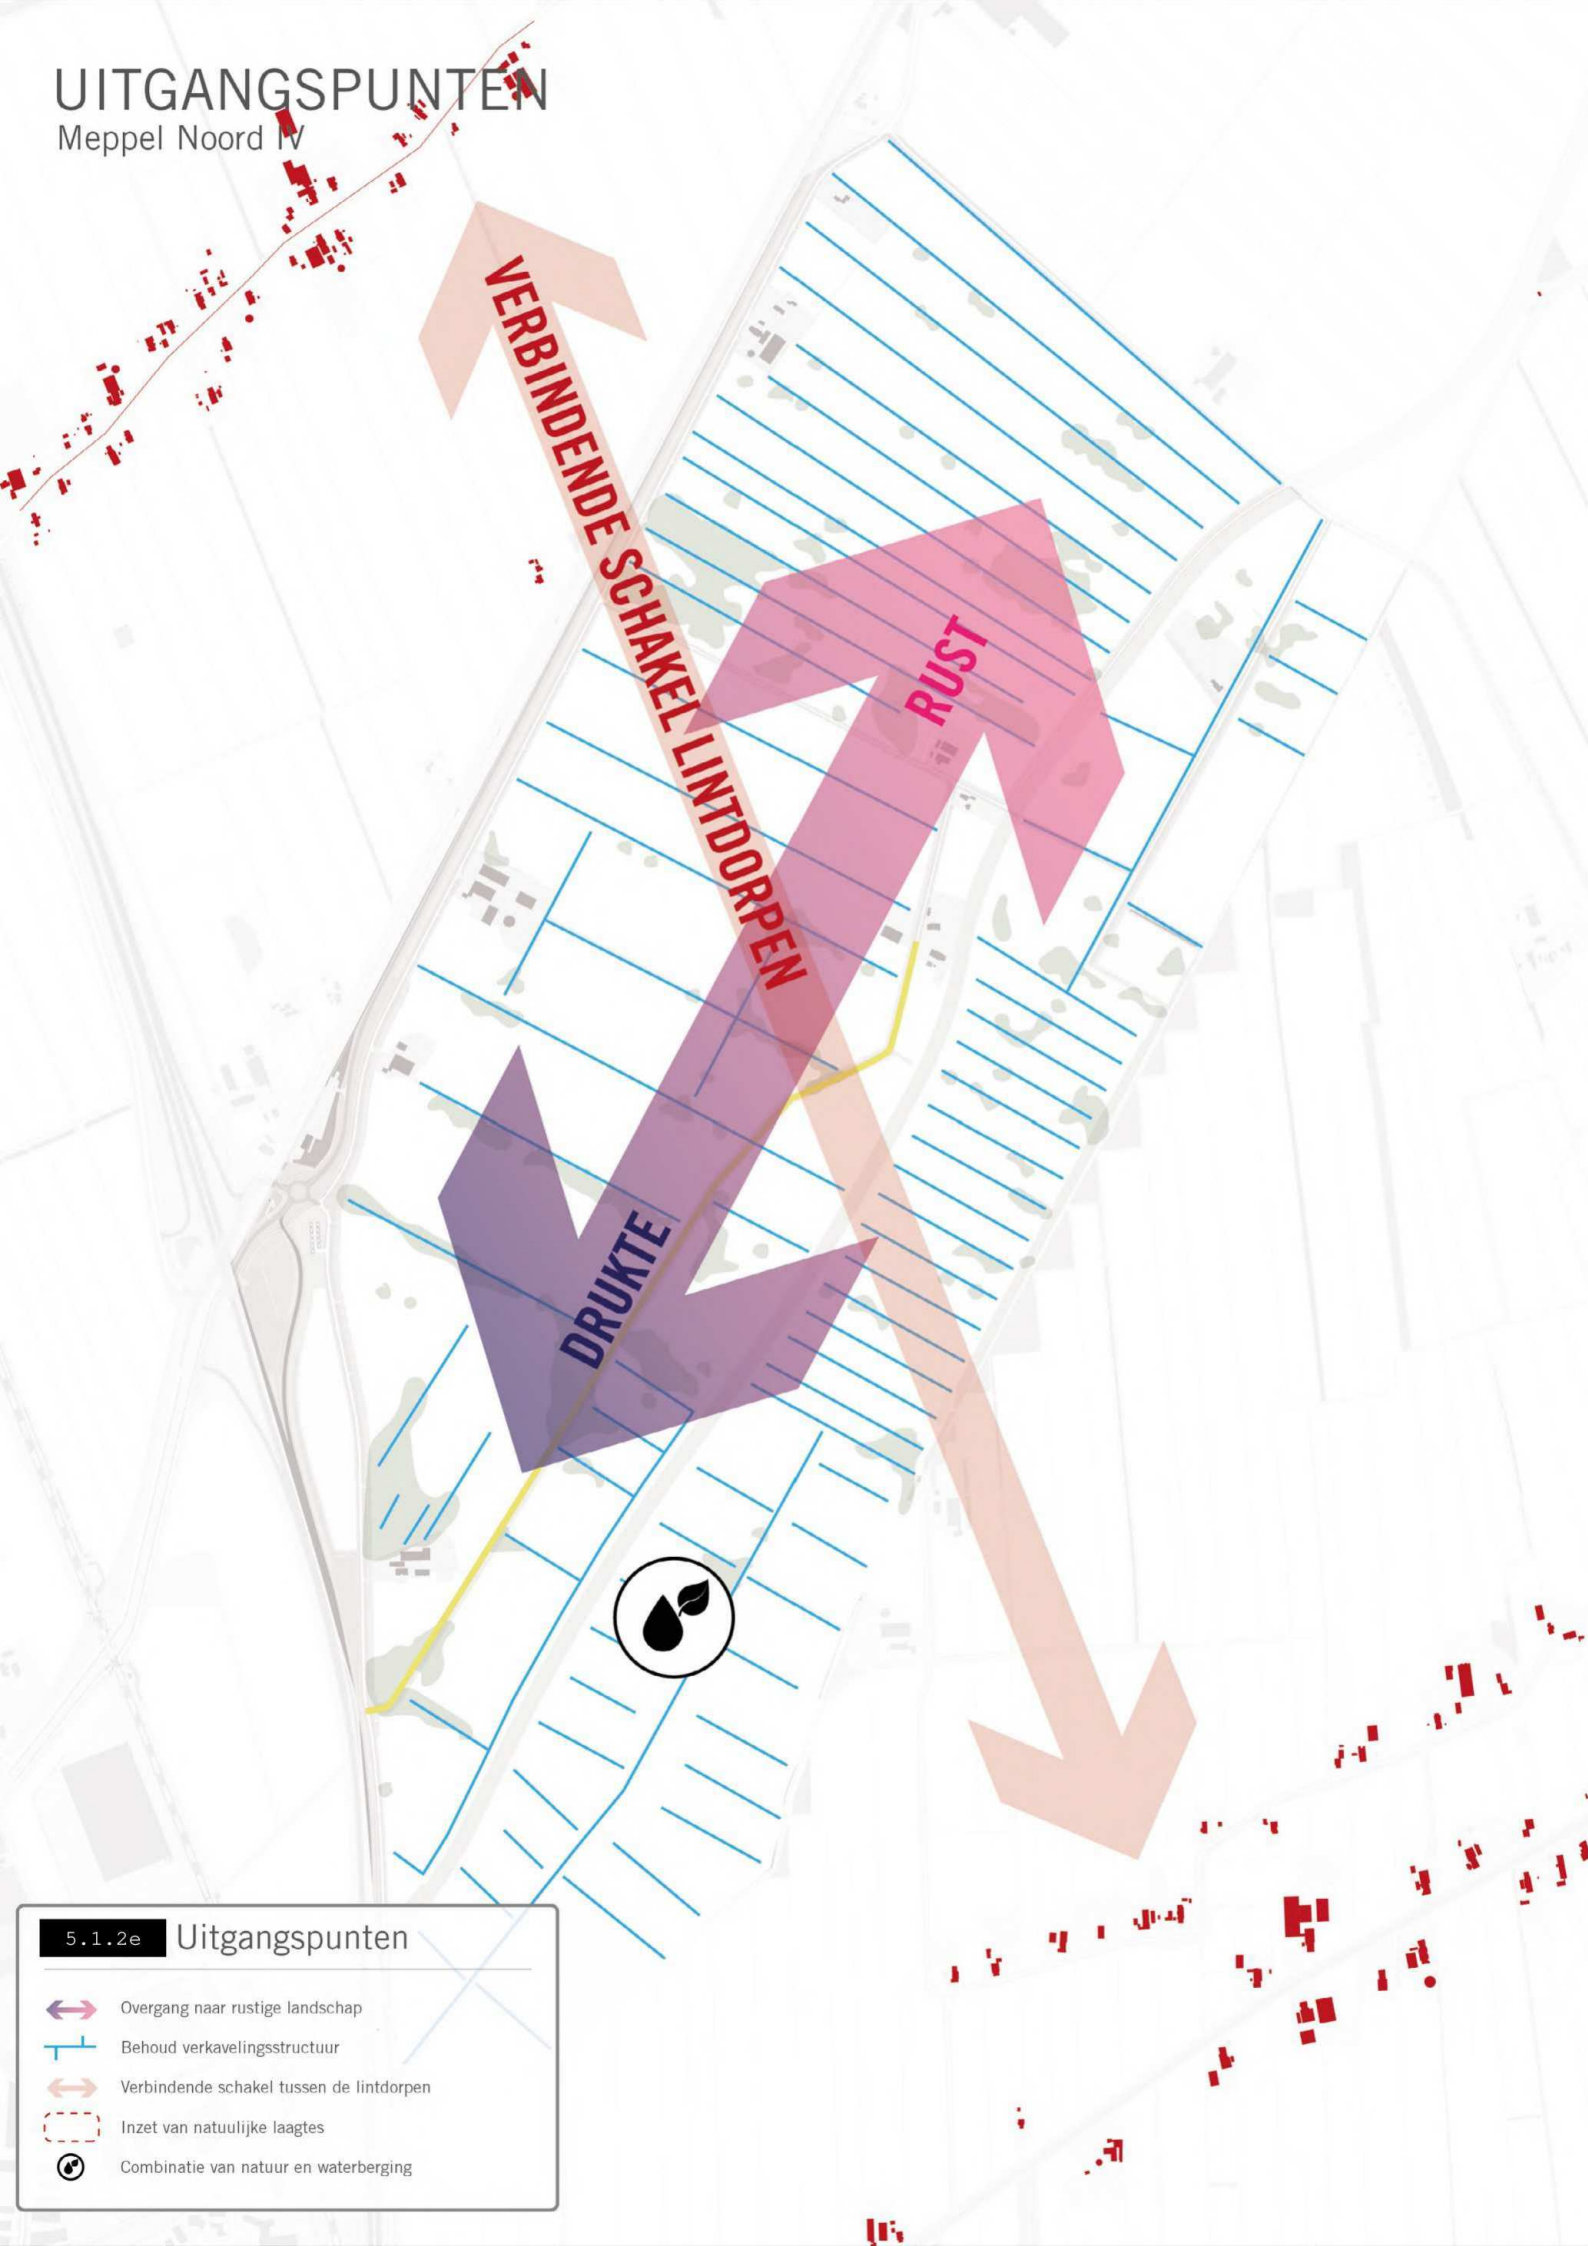 UITGANGSPUNTEN
Meppel Noord IV
VERBINDENDE SCHAKEL LINTDORPEN
RUST
DRUKTE
5.1.2e Uitgangspunten
Overgang naar rustige landschap
Behoud verkavelingsstructuur
Verbindende schakel tussen de lintdorpen
Inzet van natuulijke laagtes
Combinatie van natuur en waterberging